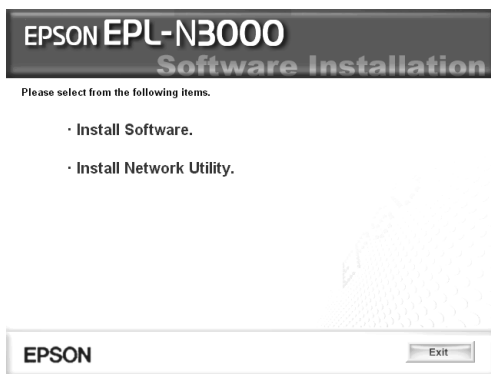 EPSON EPL-N3000
Software Installation
Please select from the following items.
· Install Software.
· Install Network Utility.
EPSON
Exit